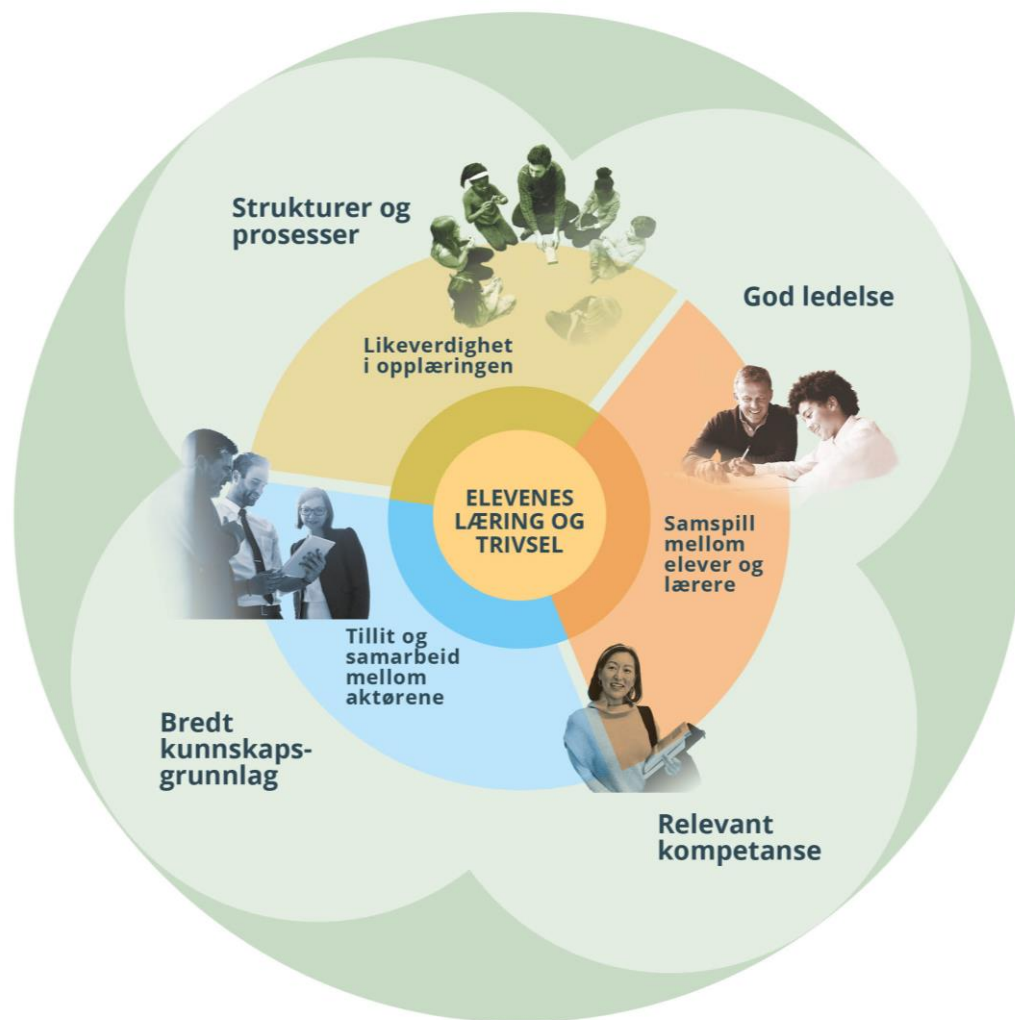 Strukturer og
prosesser
God ledelse
Likeverdighet
i opplæringen
ELEVENES
LÆRING OG
TRIVSEL
Samspill
mellom
elever og
lærere
Tillit og
samarbeid
mellom
aktørene
Bredt
kunnskaps-
grunnlag
Relevant
kompetanse